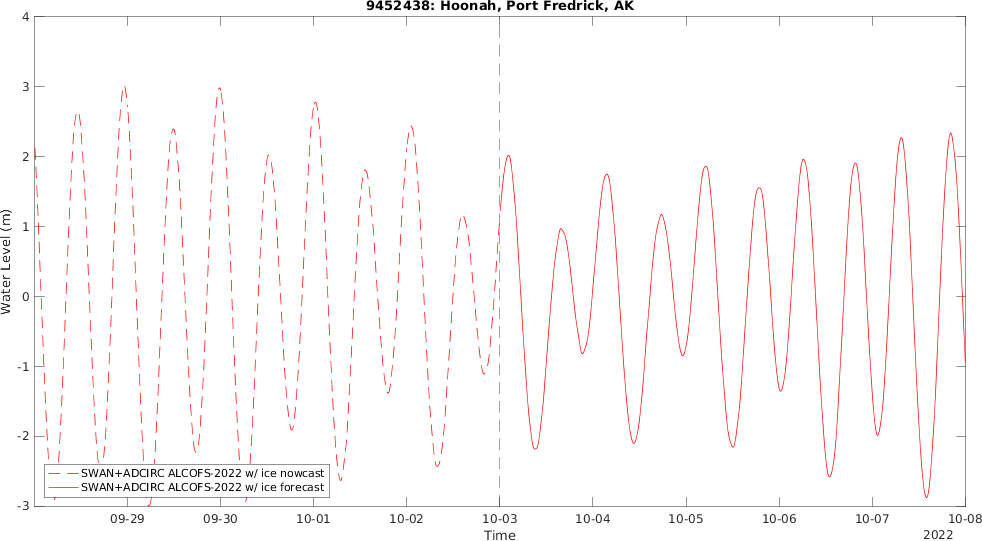 9452438: Hoonah, Port Fredrick, AK
4
3
2
1
0
-1
-2
-3
Water Level (m)
SWAN+ADCIRC ALCOFS-2022 w/ ice nowcast
SWAN+ADCIRC ALCOFS-2022 w/ ice forecast
09-29 09-30 10-01 10-02 10-03 10-04 10-05 10-06 10-07 10-08
Time
2022